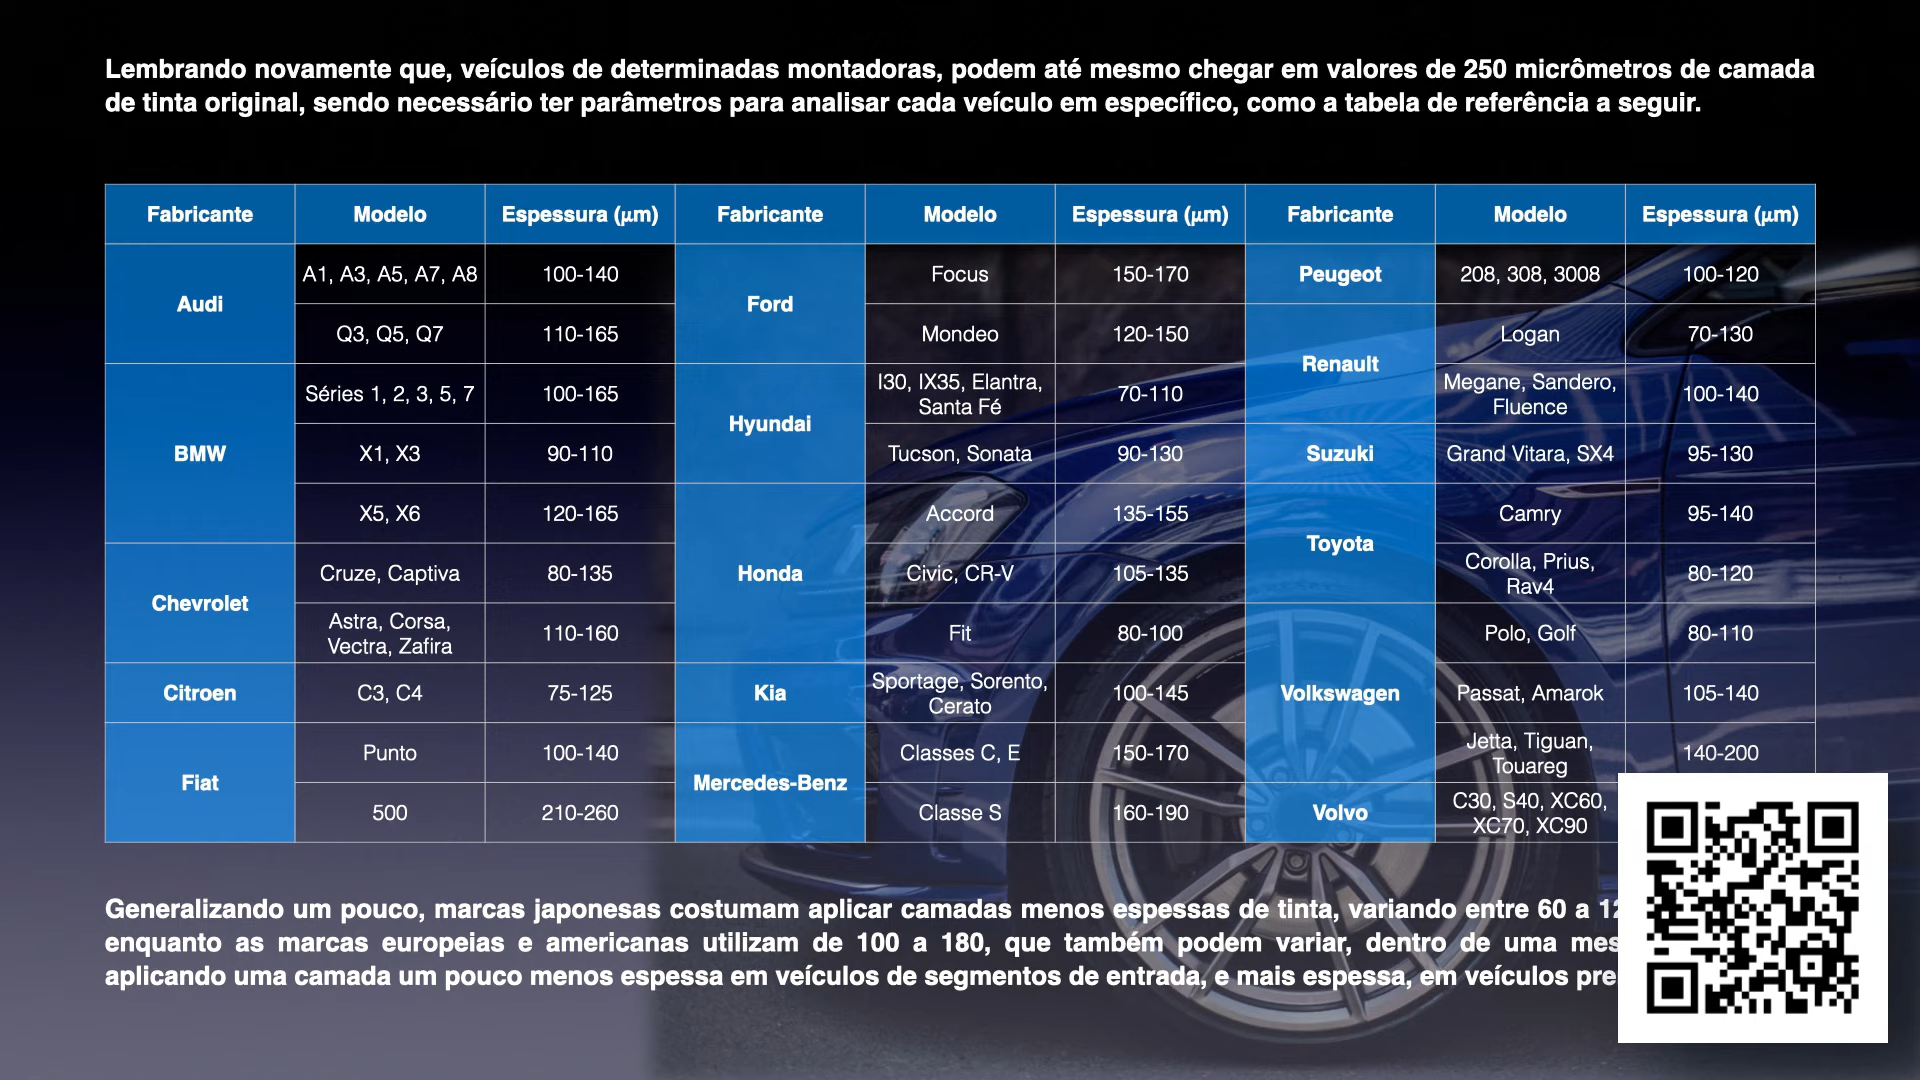 Lembrando novamente que, veículos de determinadas montadoras, podem até mesmo chegar em valores de 250 micrômetros de camada
de tinta original, sendo necessário ter parâmetros para analisar cada veículo em específico, como a tabela de referência a seguir.
Fabricante Modelo Espessura (μm) Fabricante Modelo Espessura (μm) Fabricante Modelo Espessura (μm)
Audi
A1, A3, A5, A7, A8 100-140
Q3, Q5, Q7 110-165
BMW
Séries 1, 2, 3, 5, 7 100-165
X1, X3 90-110
X5, X6 120-165
Chevrolet
Cruze, Captiva 80-135
Astra, Corsa,
Vectra, Zafira 110-160
Citroen C3, C4 75-125
Fiat
Punto 100-140
500 210-260
Ford
Focus 150-170
Mondeo 120-150
Hyundai
I30, IX35, Elantra,
Santa Fé 70-110
Tucson, Sonata 90-130
Honda
Accord 135-155
Civic, CR-V 105-135
Fit 80-100
Kia
Sportage, Sorento,
Cerato 100-145
Mercedes-Benz
Classes C, E 150-170
Classe S 160-190
Peugeot 208, 308, 3008 100-120
Renault
Logan 70-130
Megane, Sandero,
Fluence 100-140
Suzuki Grand Vitara, SX4 95-130
Toyota
Camry 95-140
Corolla, Prius,
Rav4 80-120
Volkswagen
Polo, Golf 80-110
Passat, Amarok 105-140
Jetta, Tiguan,
Touareg 140-200
Volvo
C30, S40, XC60,
XC70, XC90
Generalizando um pouco, marcas japonesas costumam aplicar camadas menos espessas de tinta, variando entre 60 a
enquanto as marcas europeias e americanas utilizam de 100 a 180, que também podem variar, dentro de uma
aplicando uma camada um pouco menos espessa em veículos de segmentos de entrada, e mais espessa, em veículos